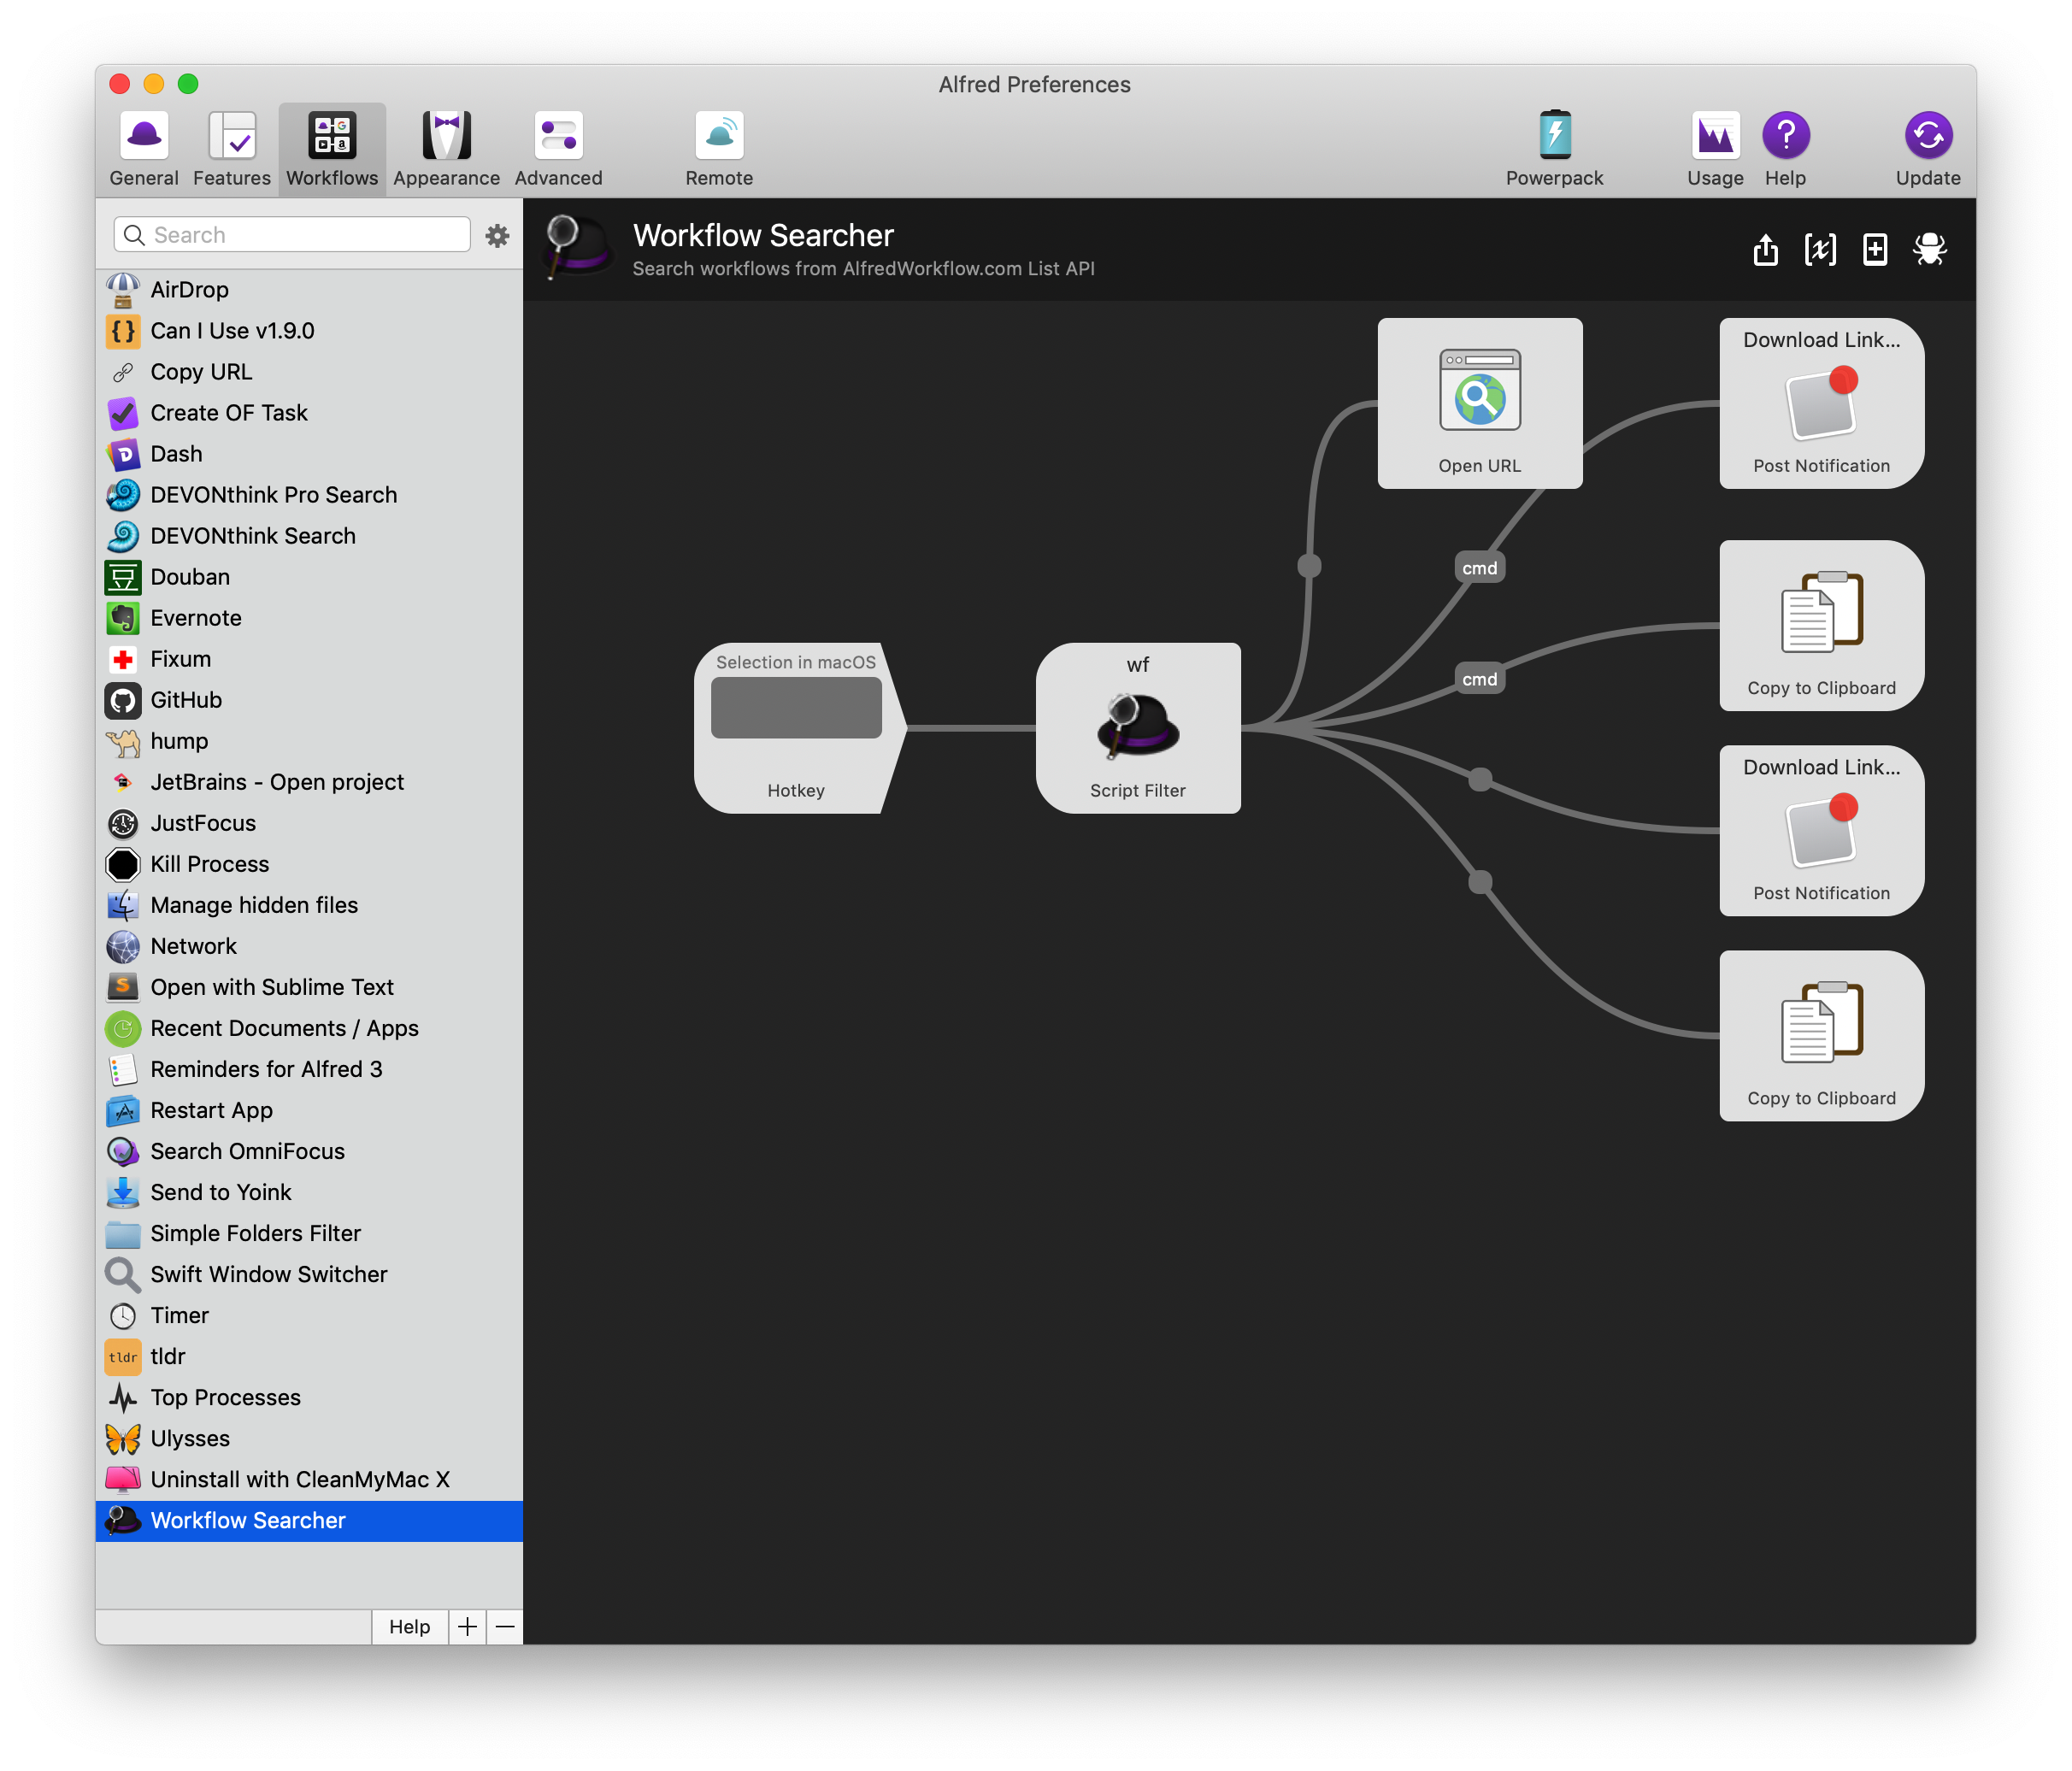 Alfred Preferences
General
Features
Workflows
Appearance
Advanced
Remote
Powerpack
Usage
Help
Update
Search
AirDrop
Can I Use v1.9.0
Copy URL
Create OF Task
Dash
DEVONthink Pro Search
DEVONthink Search
豆
Douban
Evernote
Fixum
GitHub
hump
JetBrains - Open project
JustFocus
Kill Process
Manage hidden files
Network
Open with Sublime Text
Recent Documents / Apps
Reminders for Alfred 3
Restart App
Search OmniFocus
Send to Yoink
Simple Folders Filter
Swift Window Switcher
Timer
tldr
tldr
Top Processes
Ulysses
Uninstall with CleanMyMac X
Workflow Searcher
Help
Workflow Searcher
Search workflows from AlfredWorkflow.com List API
Selection in macOS
Hotkey
wf
Script Filter
Open URL
cmd
cmd
Download Link...
Post Notification
Copy to Clipboard
Download Link...
Post Notification
Copy to Clipboard